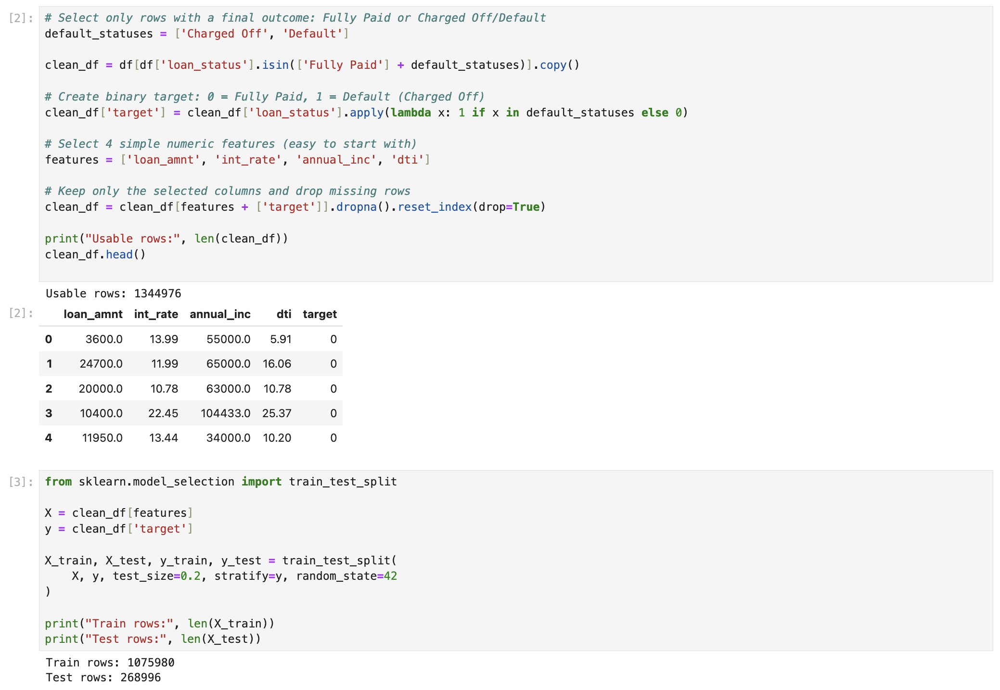 [2]:
# Select only rows with a final outcome: Fully Paid or Charged Off/Default
default_statuses = ['Charged Off', 'Default']
clean_df = df[df['loan_status'].isin(['Fully Paid'] + default_statuses)].copy()
# Create binary target: 0 = Fully Paid, 1 = Default (Charged Off)
clean_df['target'] = clean_df['loan_status'].apply(lambda x: 1 if x in default_statuses else 0)
# Select 4 simple numeric features (easy to start with)
features = ['loan_amnt', 'int_rate', 'annual_inc', 'dti']
# Keep only the selected columns and drop missing rows
clean_df = clean_df[features + ['target']].dropna().reset_index(drop=True)
print("Usable rows:", len(clean_df))
clean_df.head()
Usable rows: 1344976
[2]:
loan_amnt int_rate annual_inc dti target
0 3600.0 13.99 55000.0 5.91 0
1 24700.0 11.99 65000.0 16.06 0
2 20000.0 10.78 63000.0 10.78 0
3 10400.0 22.45 104433.0 25.37 0
4 11950.0 13.44 34000.0 10.20 0
[3]:
from sklearn.model_selection import train_test_split
X = clean_df[features]
y = clean_df['target']
X_train, X_test, y_train, y_test = train_test_split(
    X, y, test_size=0.2, stratify=y, random_state=42
)
print("Train rows:", len(X_train))
print("Test rows:", len(X_test))
Train rows: 1075980
Test rows: 268996